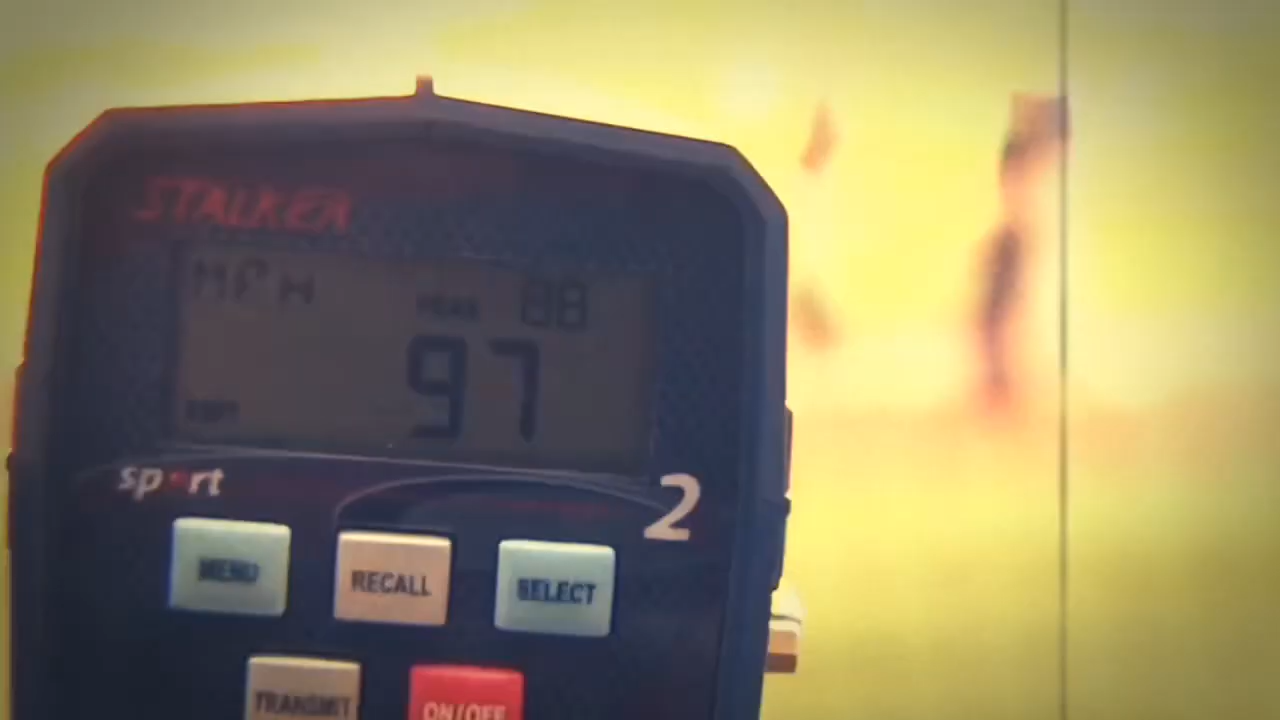 STALKER
MPH PEAK 88
97
sport 2
MENU RECALL SELECT
TRANSMIT ON/OFF